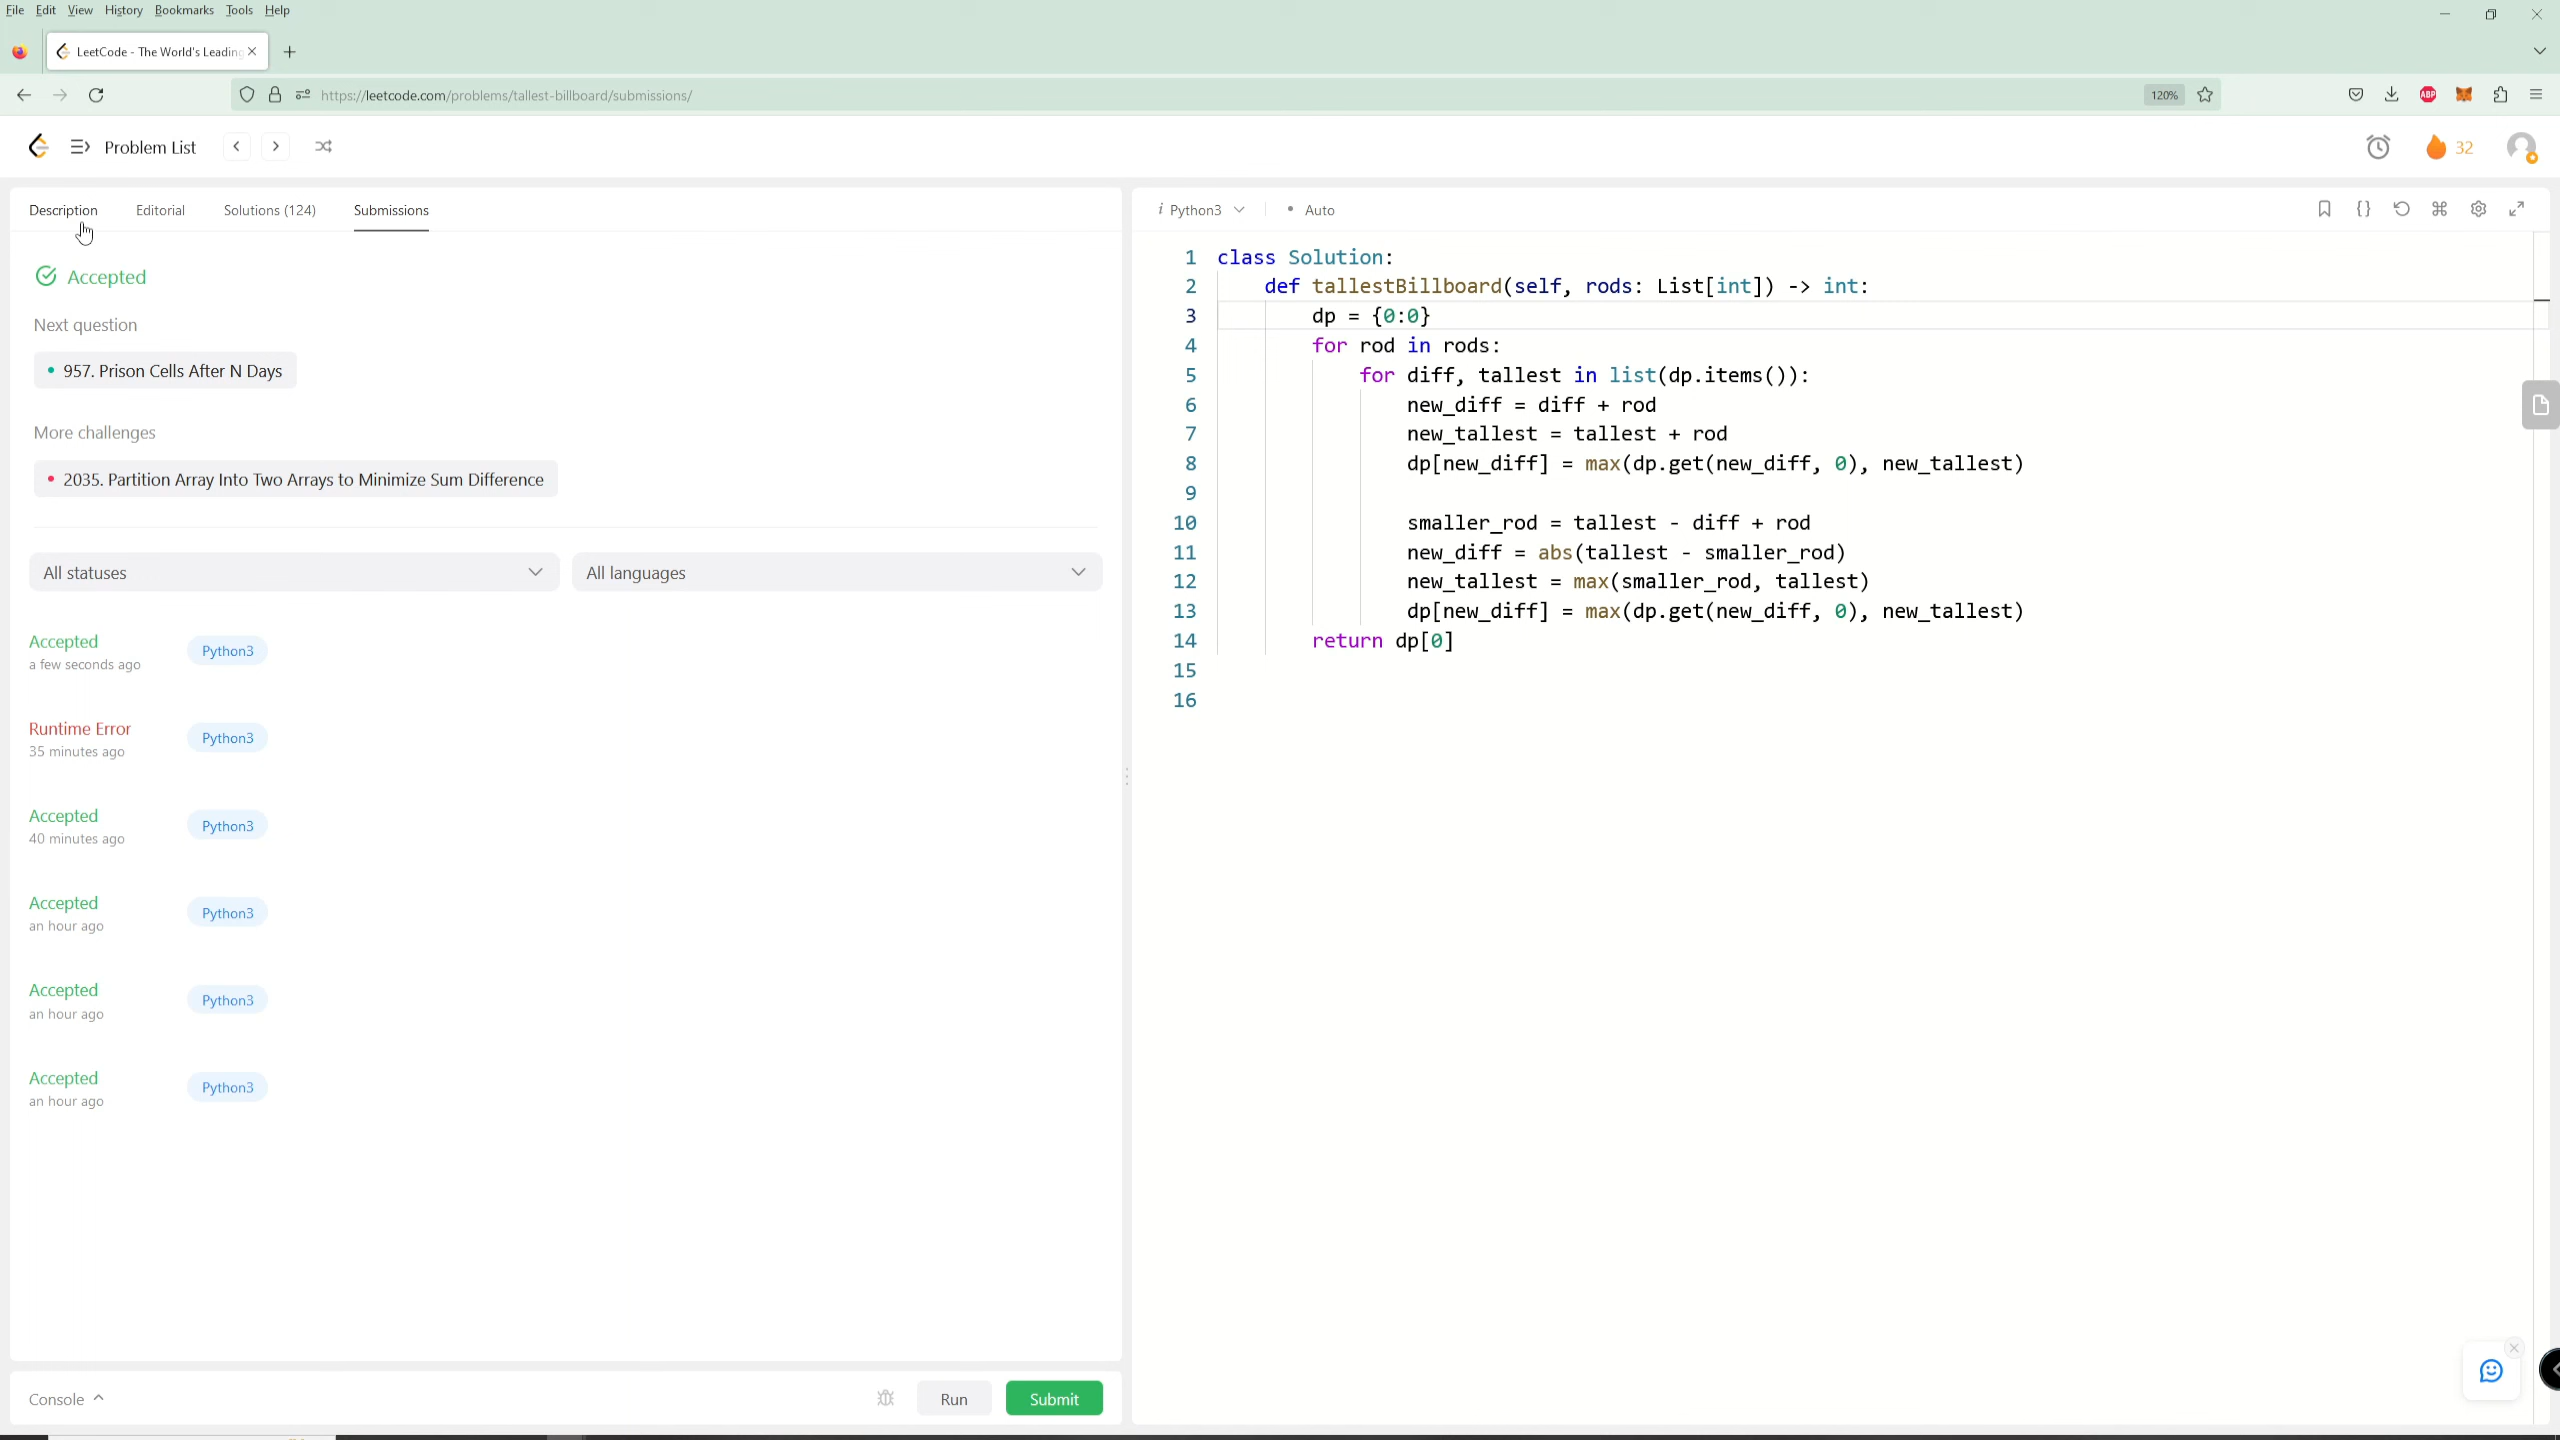 File Edit View History Bookmarks Tools Help
LeetCode - The World's Leading
https://leetcode.com/problems/tallest-billboard/submissions/
120%
ABP
Problem List
32
Description Editorial Solutions (124) Submissions
Accepted
Next question
957. Prison Cells After N Days
More challenges
2035. Partition Array Into Two Arrays to Minimize Sum Difference
All statuses All languages
Accepted
a few seconds ago
Python3
Runtime Error
35 minutes ago
Python3
Accepted
40 minutes ago
Python3
Accepted
an hour ago
Python3
Accepted
an hour ago
Python3
Accepted
an hour ago
Python3
Console
Run
Submit
i Python3 • Auto
1 class Solution:
2 def tallestBillboard(self, rods: List[int]) -> int:
3 dp = {0:0}
4 for rod in rods:
5 for diff, tallest in list(dp.items()):
6 new_diff = diff + rod
7 new_tallest = tallest + rod
8 dp[new_diff] = max(dp.get(new_diff, 0), new_tallest)
9
10 smaller_rod = tallest - diff + rod
11 new_diff = abs(tallest - smaller_rod)
12 new_tallest = max(smaller_rod, tallest)
13 dp[new_diff] = max(dp.get(new_diff, 0), new_tallest)
14 return dp[0]
15
16